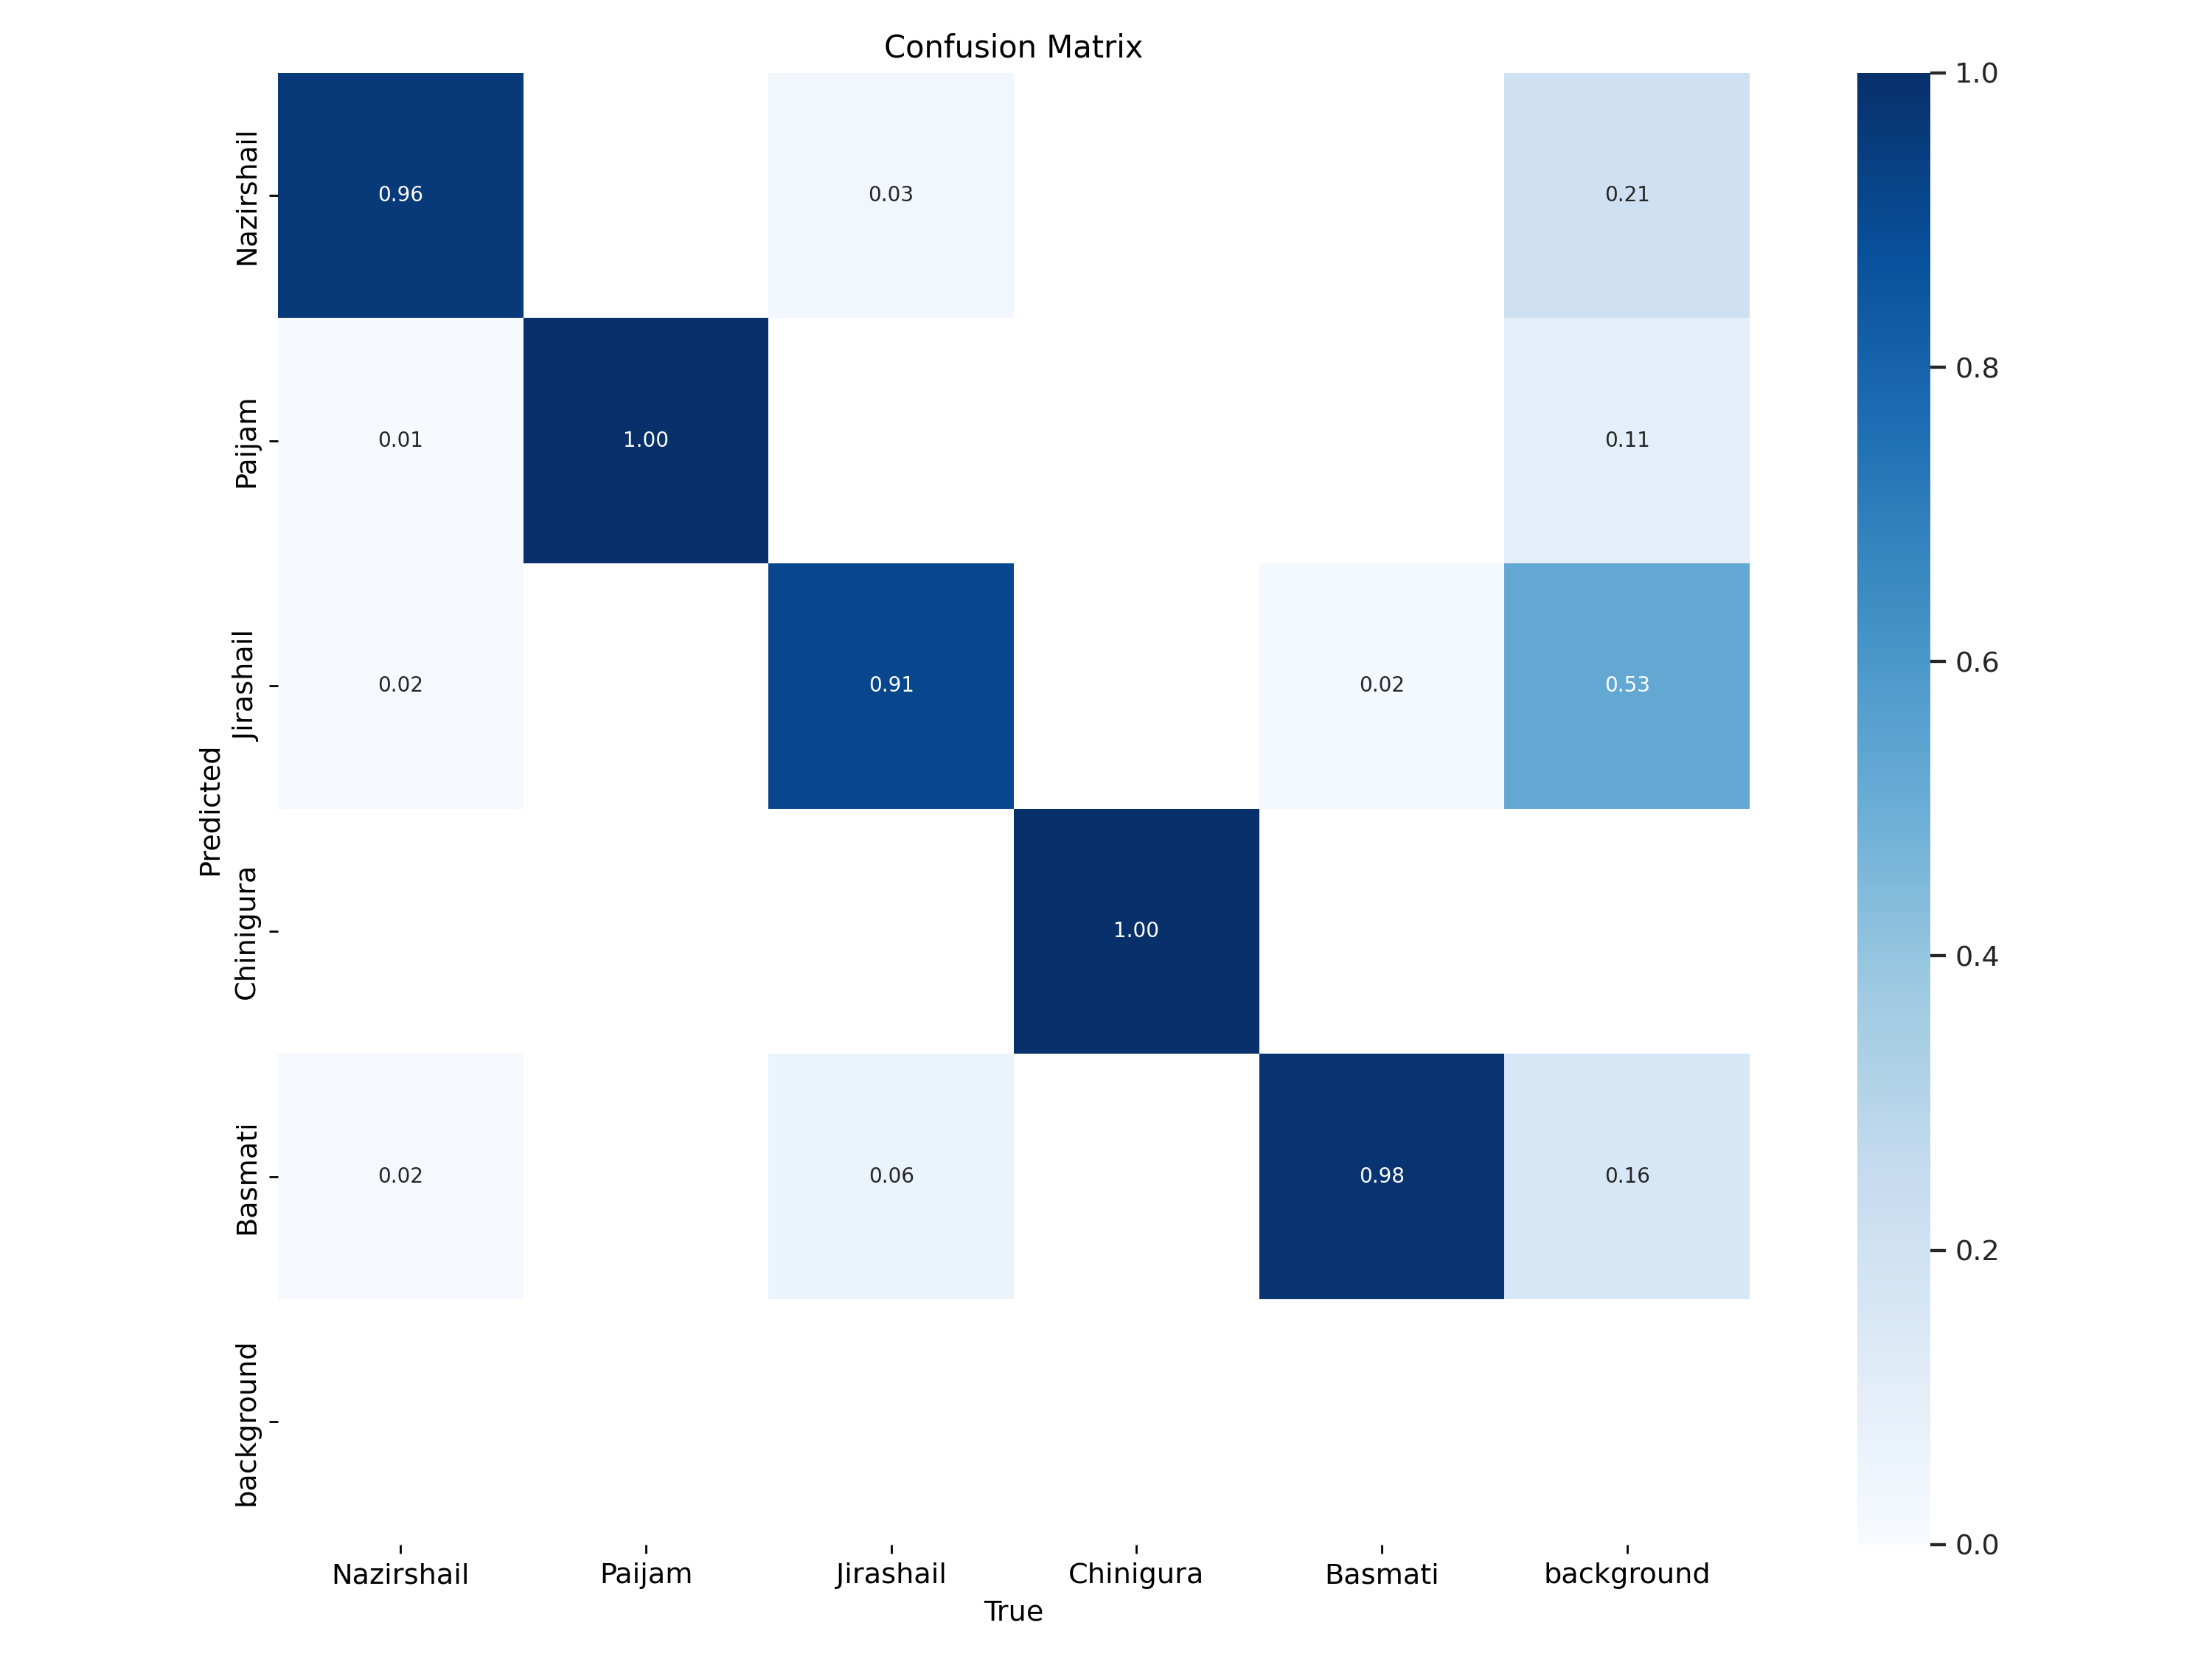 Confusion Matrix
Nazirshail
0.96
0.03
0.21
Paijam
0.01
1.00
0.11
Jirashail
0.02
0.91
0.02
0.53
Chinigura
1.00
Basmati
0.02
0.06
0.98
0.16
background
Predicted
Nazirshail Paijam Jirashail Chinigura Basmati background
True
1.0
0.8
0.6
0.4
0.2
0.0